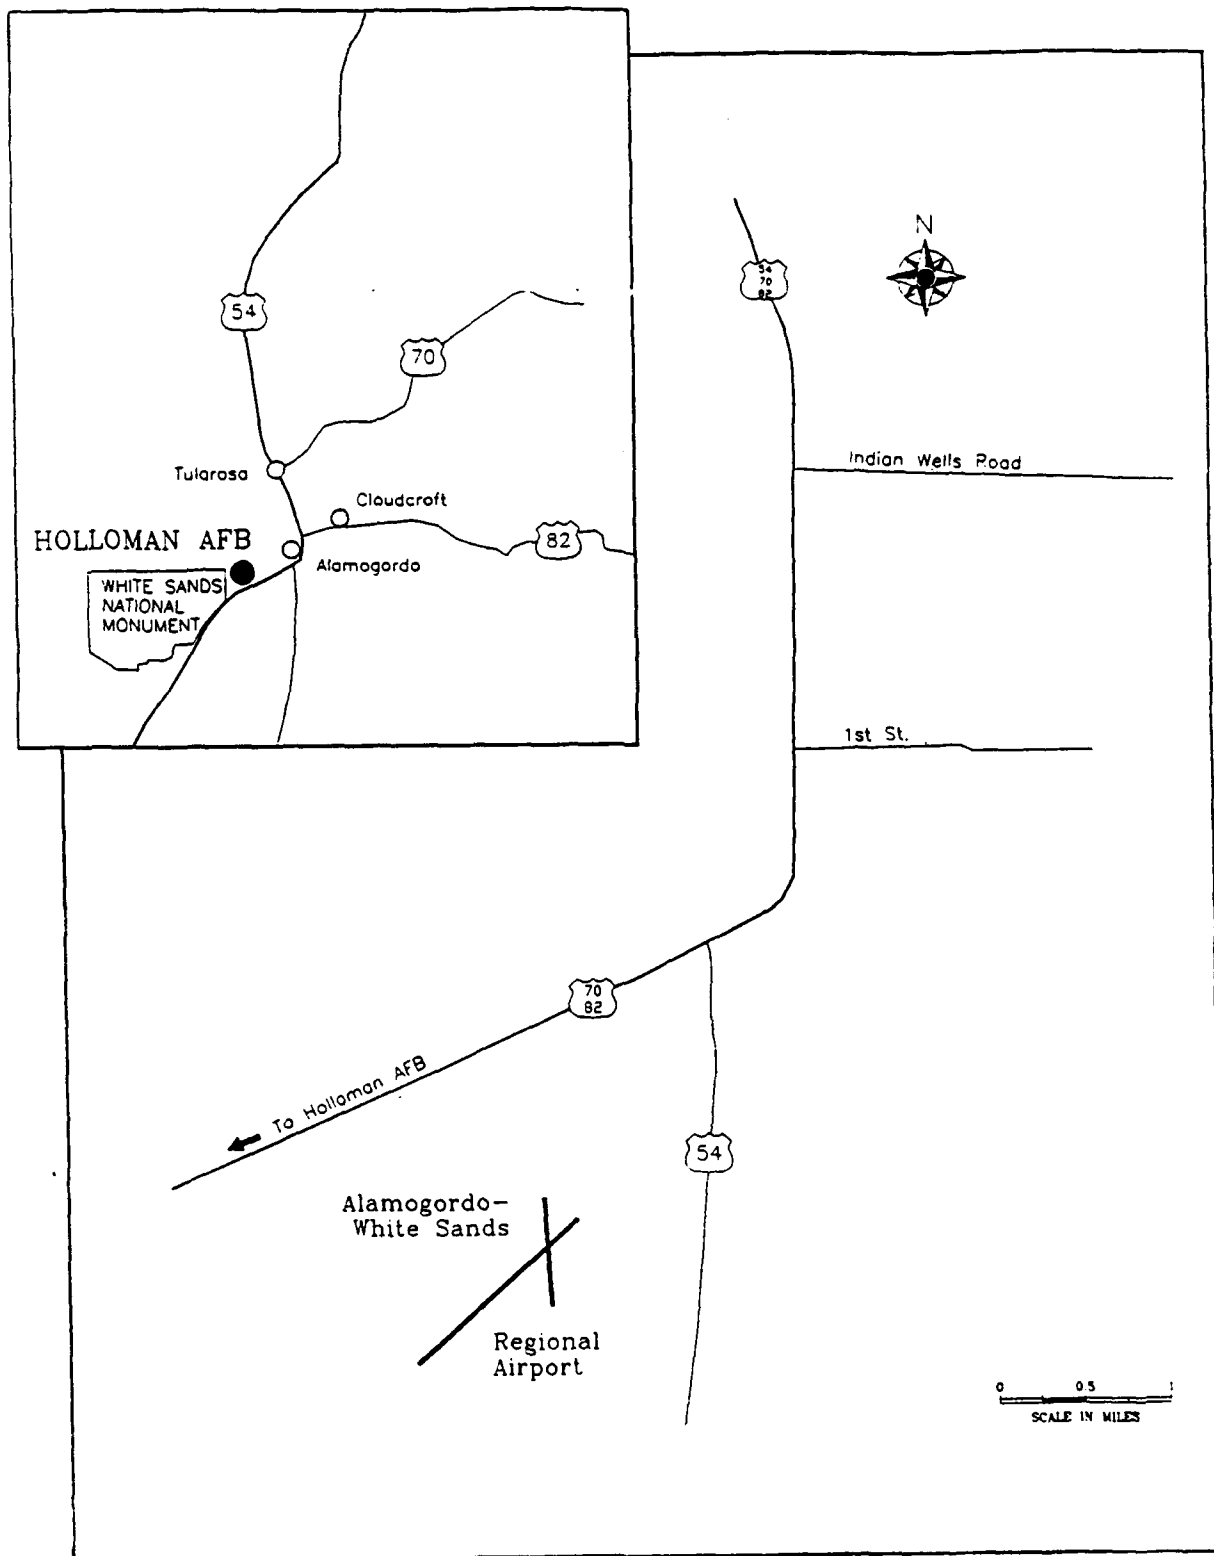 N
54
70
82
54
70
Indian Wells Road
Tularosa
Cloudcroft
HOLLOMAN AFB
82
Alamogordo
WHITE SANDS
NATIONAL
MONUMENT
1st St.
70
82
To Holloman AFB
54
Alamogordo-
White Sands
Regional
Airport
0 0.5 1
SCALE IN MILES